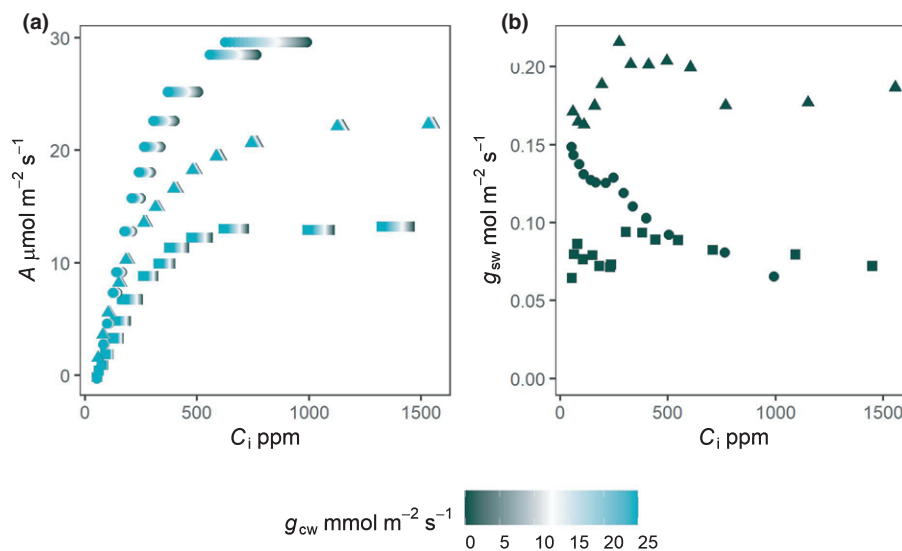 (a)
A μmol m⁻² s⁻¹
30
20
10
0
0 500 1000 1500
Cᵢ ppm
(b)
g_sw mol m⁻² s⁻¹
0.20
0.15
0.10
0.05
0.00
0 500 1000 1500
Cᵢ ppm
g_cw mmol m⁻² s⁻¹
0 5 10 15 20 25